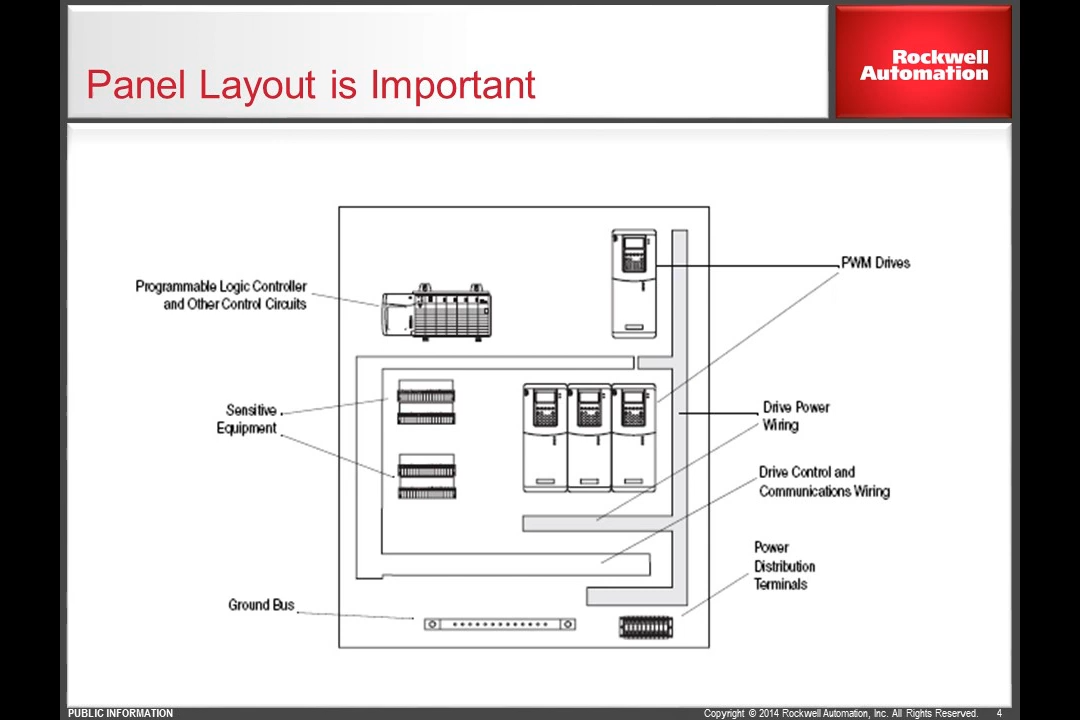 Panel Layout is Important
Rockwell
Automation
PWM Drives
Programmable Logic Controller
and Other Control Circuits
Sensitive
Equipment
Drive Power
Wiring
Drive Control and
Communications Wiring
Power
Distribution
Terminals
Ground Bus
PUBLIC INFORMATION
Copyright © 2014 Rockwell Automation, Inc. All Rights Reserved. 4